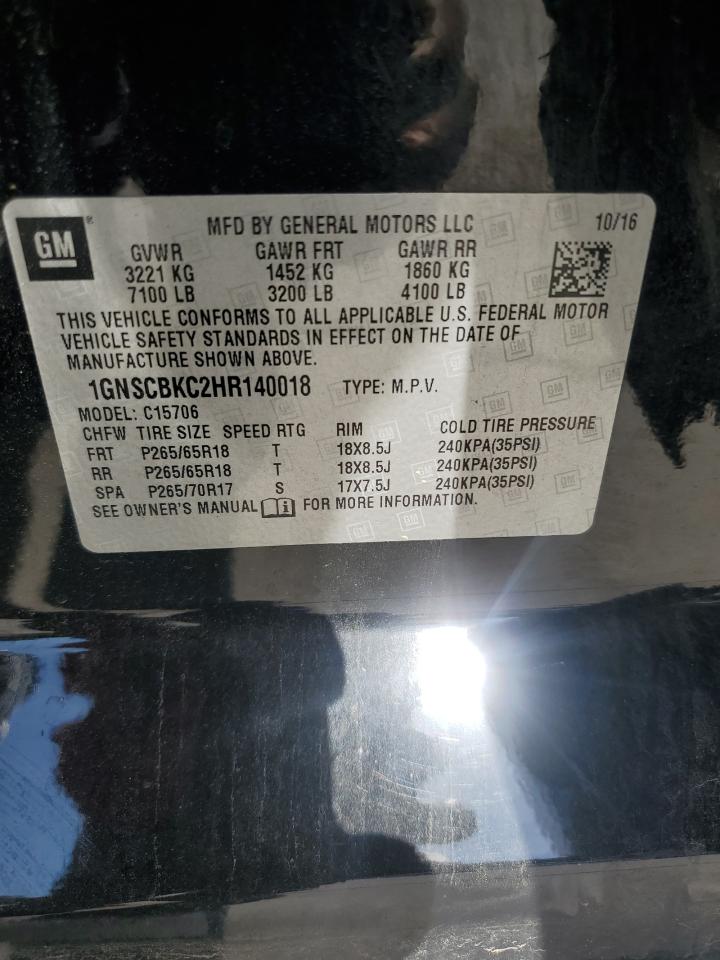 GM® MFD BY GENERAL MOTORS LLC 10/16
GVWR GAWR FRT GAWR RR
3221 KG 1452 KG 1860 KG
7100 LB 3200 LB 4100 LB
THIS VEHICLE CONFORMS TO ALL APPLICABLE U.S. FEDERAL MOTOR
VEHICLE SAFETY STANDARDS IN EFFECT ON THE DATE OF
MANUFACTURE SHOWN ABOVE.
1GNSCBKC2HR140018 TYPE: M.P.V.
MODEL: C15706
CHFW TIRE SIZE SPEED RTG RIM COLD TIRE PRESSURE
FRT P265/65R18 T 18X8.5J 240KPA(35PSI)
RR P265/65R18 T 18X8.5J 240KPA(35PSI)
SPA P265/70R17 S 17X7.5J 240KPA(35PSI)
SEE OWNER'S MANUAL i FOR MORE INFORMATION.